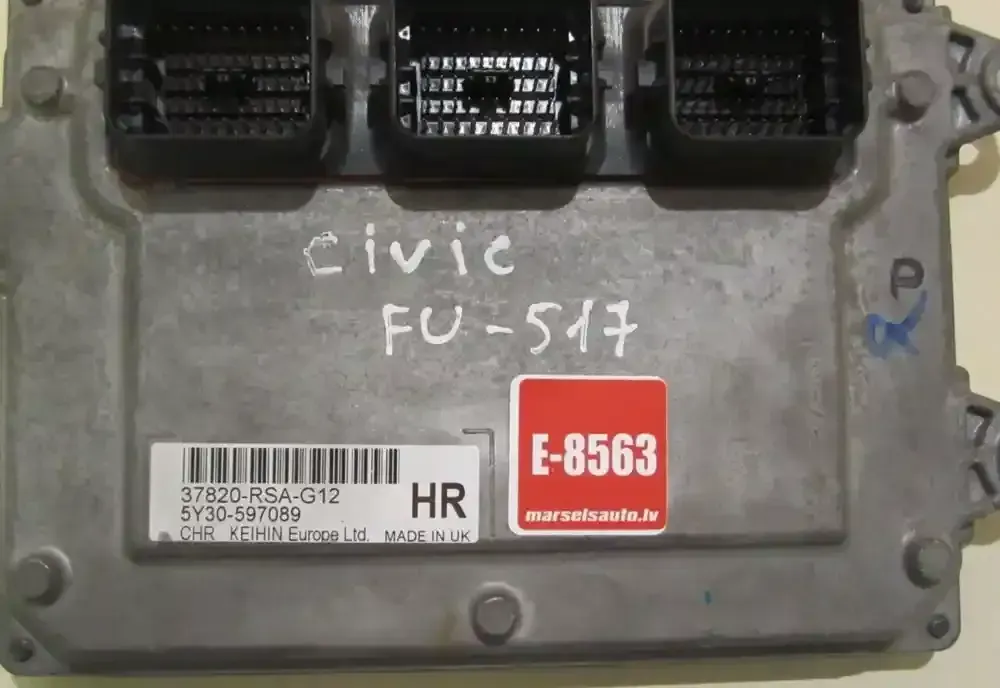 civic
FU-517
D
E-8563
marselsauto.lv
37820-RSA-G12
5Y30-597089
HR
CHR KEIHIN Europe Ltd. MADE IN UK